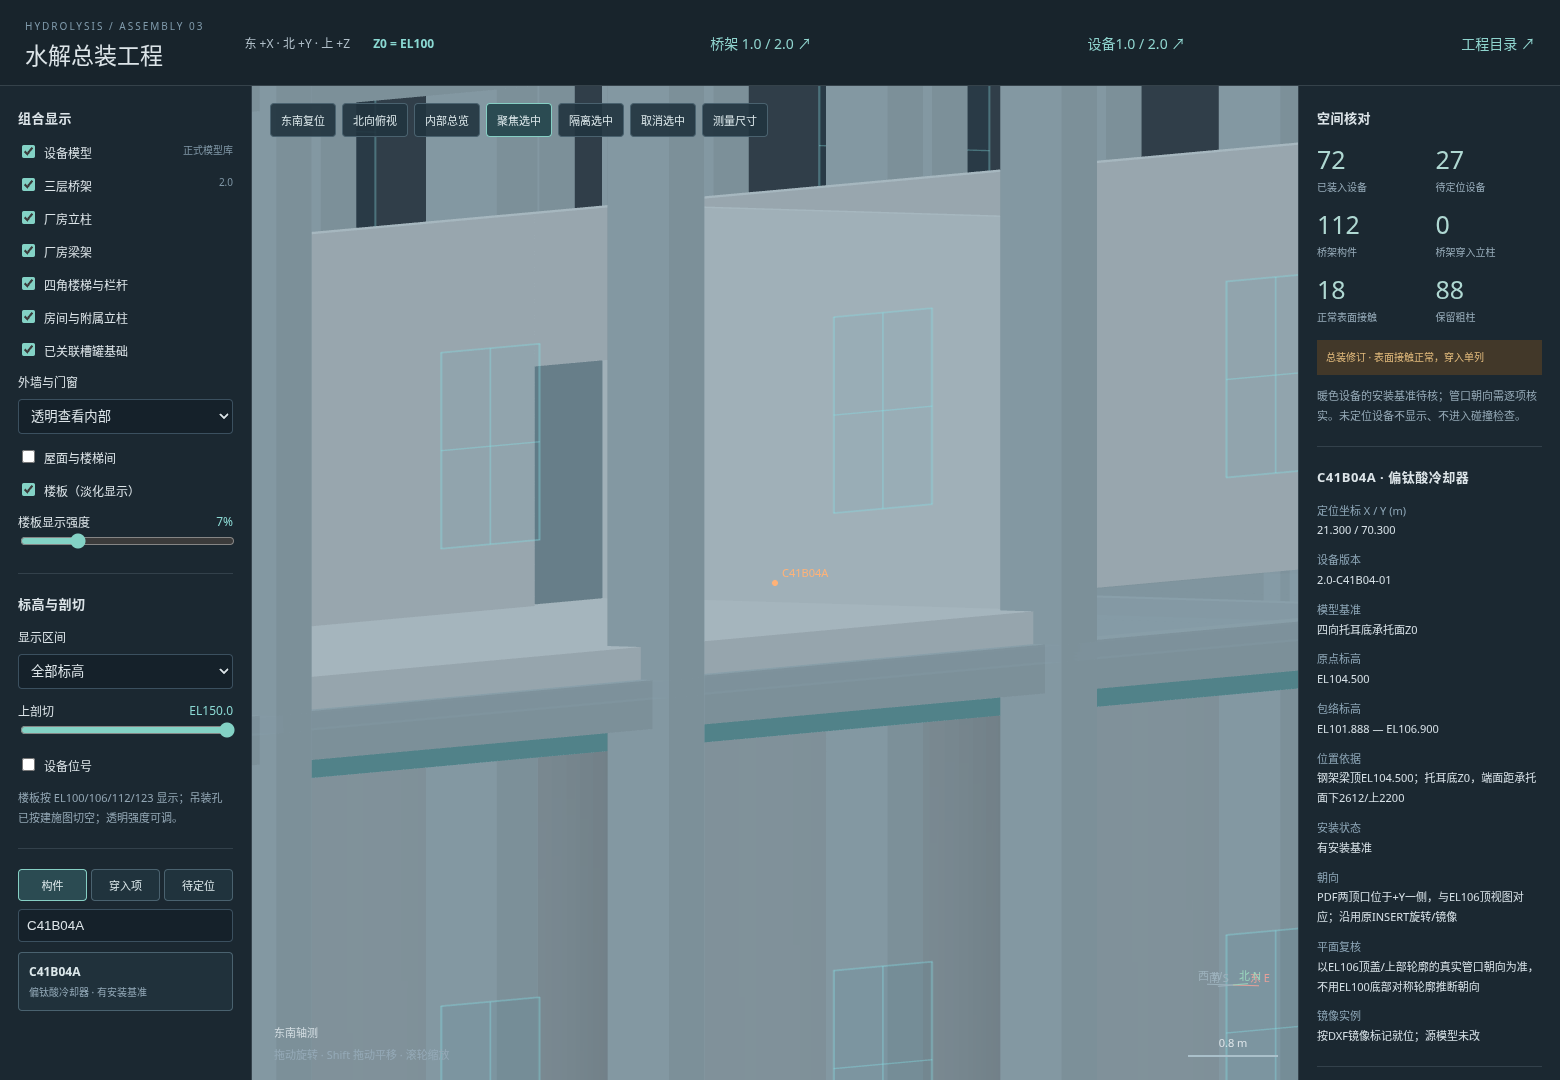 HYDROLYSIS / ASSEMBLY 03
水解总装工程
东 +X · 北 +Y · 上 +Z
Z0 = EL100
桥架 1.0 / 2.0 ↗
设备1.0 / 2.0 ↗
工程目录 ↗
组合显示
设备模型
正式模型库
三层桥架
2.0
厂房立柱
厂房梁架
四角楼梯与栏杆
房间与附属立柱
已关联槽罐基础
外墙与门窗
透明查看内部
屋面与楼梯间
楼板（淡化显示）
楼板显示强度
7%
标高与剖切
显示区间
全部标高
上剖切
EL150.0
设备位号
楼板按 EL100/106/112/123 显示；吊装孔
已按建施图切空；透明强度可调。
构件
穿入项
待定位
C41B04A
C41B04A
偏钛酸冷却器 · 有安装基准
东南复位
北向俯视
内部总览
聚焦选中
隔离选中
取消选中
测量尺寸
C41B04A
东南轴测
拖动旋转 · Shift 拖动平移 · 滚轮缩放
0.8 m
空间核对
72
已装入设备
27
待定位设备
112
桥架构件
0
桥架穿入立柱
18
正常表面接触
88
保留粗柱
总装修订 · 表面接触正常，穿入单列
暖色设备的安装基准待核；管口朝向需逐项核
实。未定位设备不显示、不进入碰撞检查。
C41B04A · 偏钛酸冷却器
定位坐标 X / Y (m)
21.300 / 70.300
设备版本
2.0-C41B04-01
模型基准
四向托耳底承托面Z0
原点标高
EL104.500
包络标高
EL101.888 — EL106.900
位置依据
钢架梁顶EL104.500；托耳底Z0，端面距承托
面下2612/上2200
安装状态
有安装基准
朝向
PDF两顶口位于+Y一侧，与EL106顶视图对
应；沿用原INSERT旋转/镜像
平面复核
以EL106顶盖/上部轮廓的真实管口朝向为准，
不用EL100底部对称轮廓推断朝向
镜像实例
按DXF镜像标记就位；源模型未改